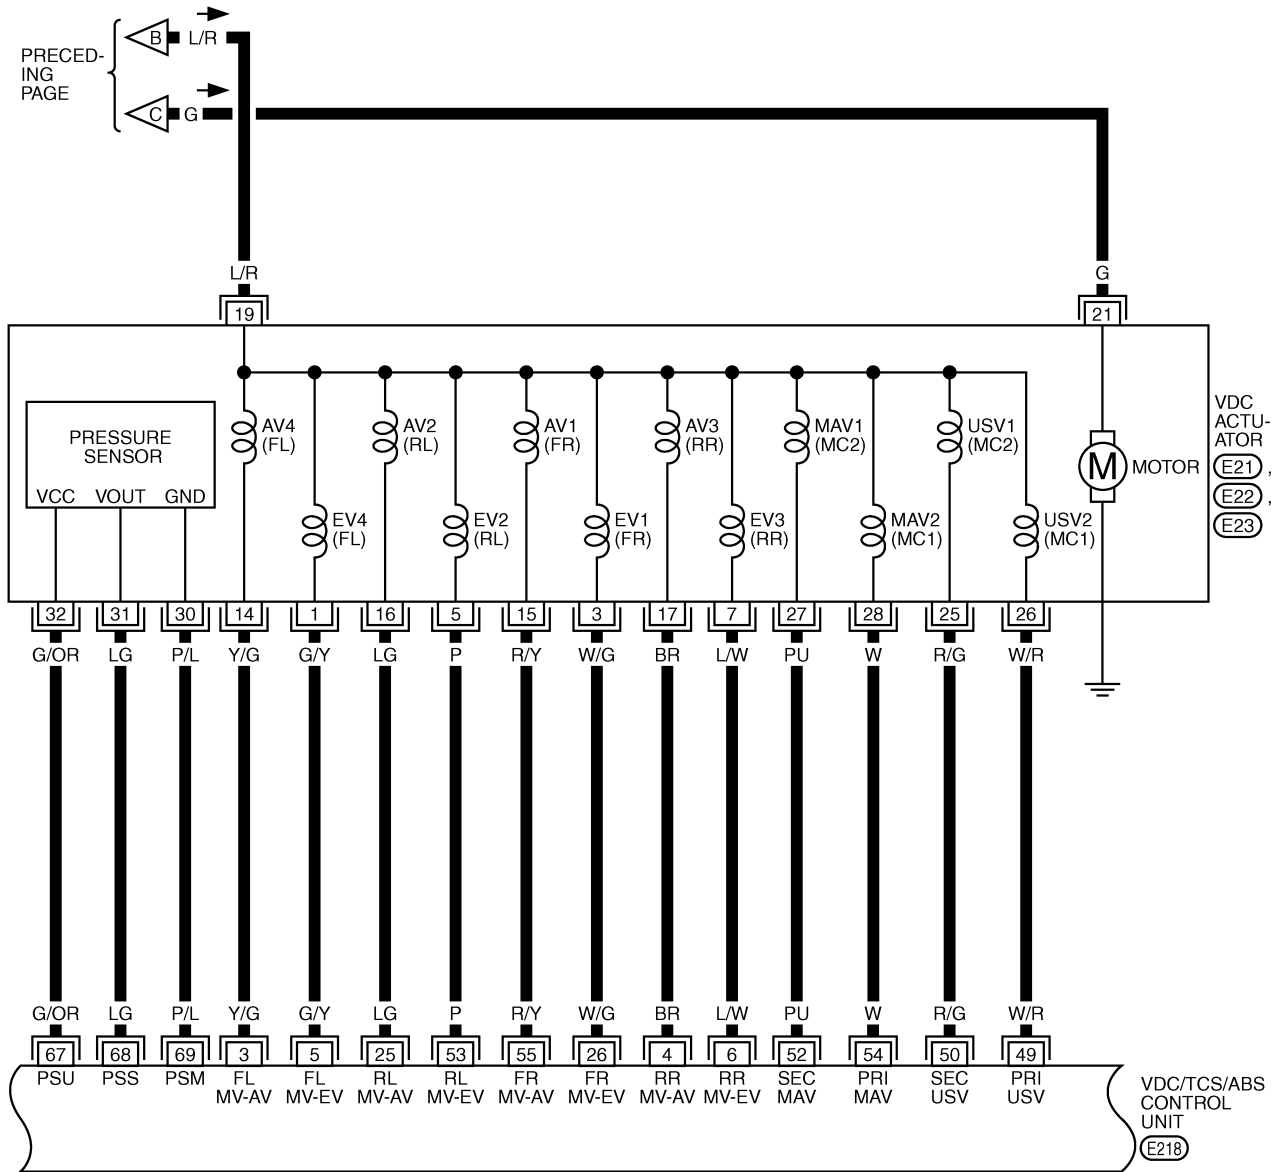 PRECED-
ING
PAGE
B L/R
C G
L/R G
19 21
PRESSURE
SENSOR
VCC VOUT GND
AV4
(FL)
AV2
(RL)
AV1
(FR)
AV3
(RR)
MAV1
(MC2)
USV1
(MC2)
EV4
(FL)
EV2
(RL)
EV1
(FR)
EV3
(RR)
MAV2
(MC1)
USV2
(MC1)
M MOTOR
VDC
ACTU-
ATOR
E21 ,
E22 ,
E23
32 31 30 14 1 16 5 15 3 17 7 27 28 25 26
G/OR LG P/L Y/G G/Y LG P R/Y W/G BR L/W PU W R/G W/R
G/OR LG P/L Y/G G/Y LG P R/Y W/G BR L/W PU W R/G W/R
67 68 69 3 5 25 53 55 26 4 6 52 54 50 49
PSU PSS PSM FL FL RL RL FR FR RR RR SEC PRI SEC PRI
MV-AV MV-EV MV-AV MV-EV MV-AV MV-EV MV-AV MV-EV MAV MAV USV USV
VDC/TCS/ABS
CONTROL
UNIT
E218